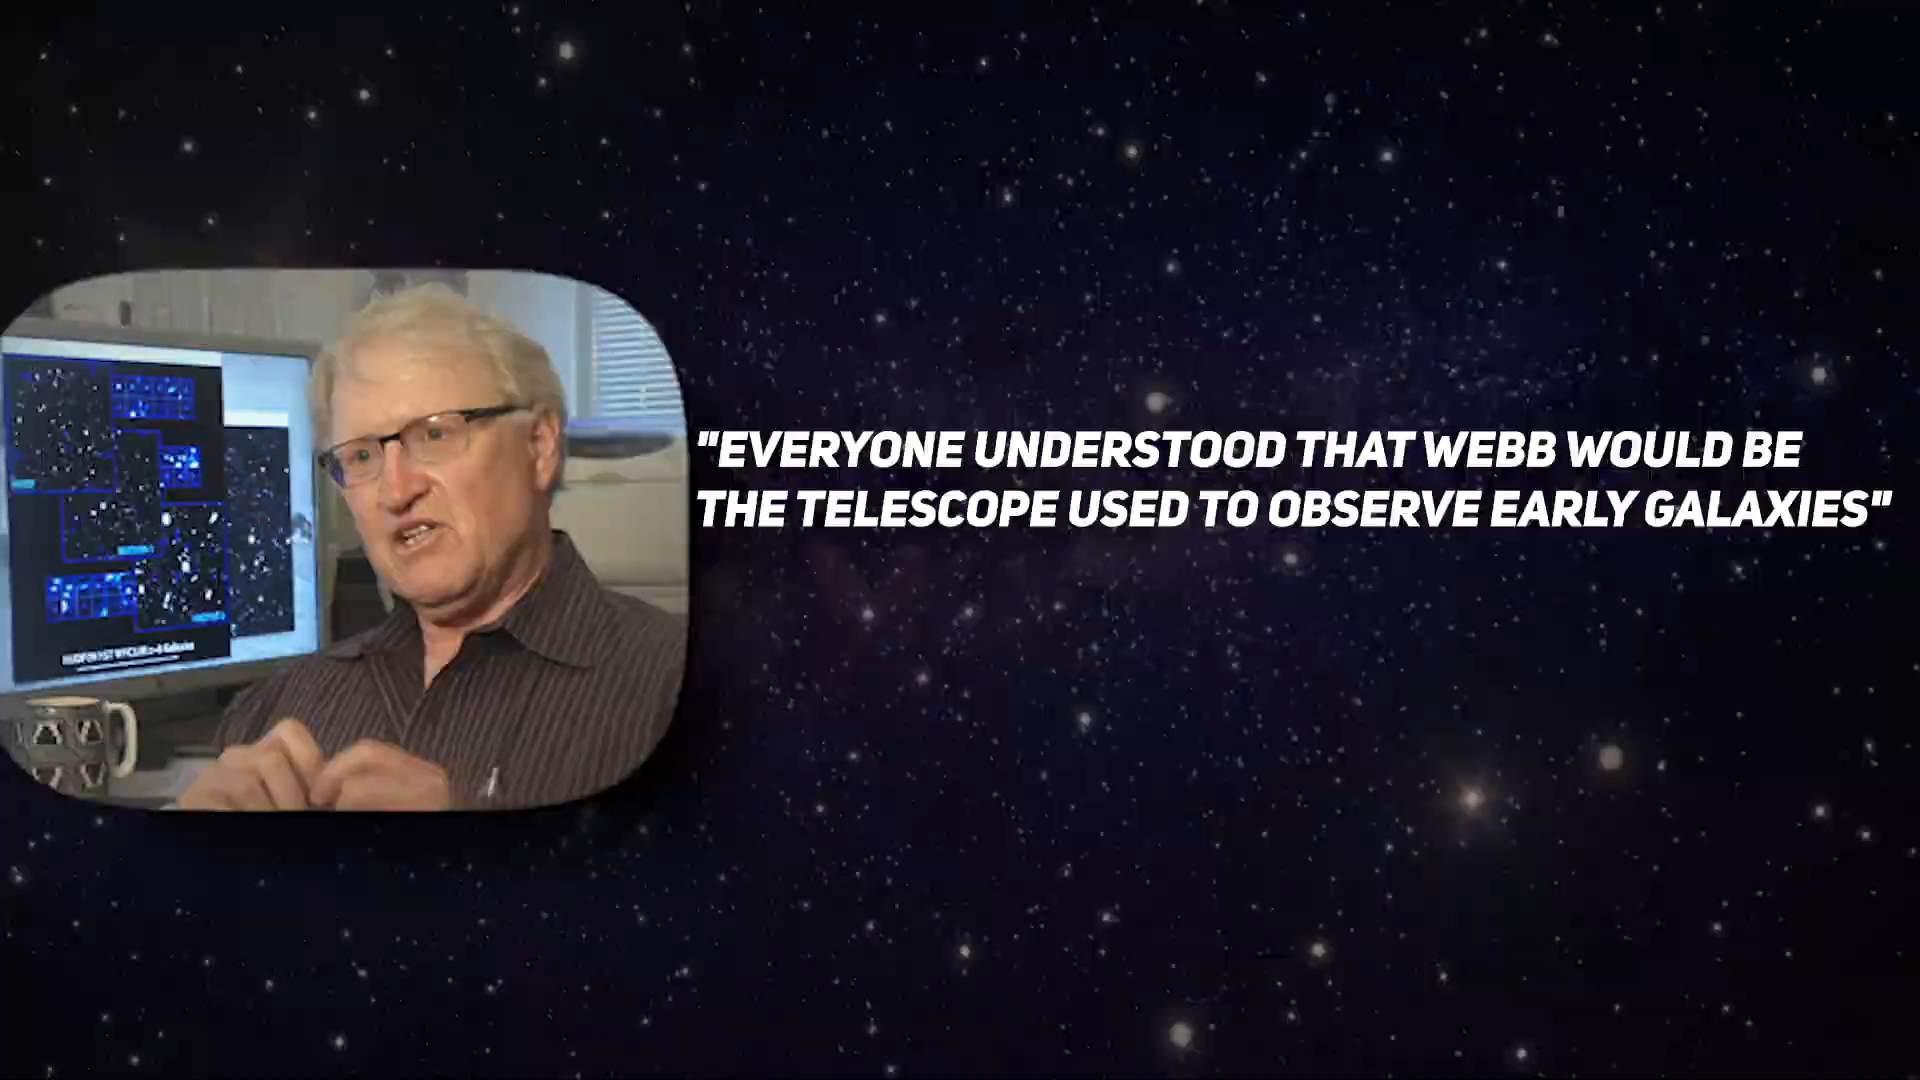 "EVERYONE UNDERSTOOD THAT WEBB WOULD BE
THE TELESCOPE USED TO OBSERVE EARLY GALAXIES"